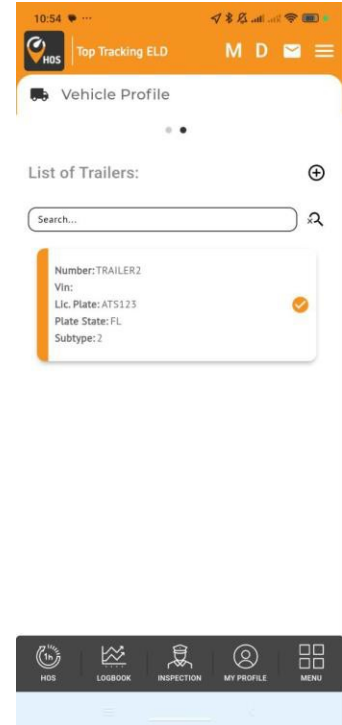 10:54
HOS
Top Tracking ELD
M D
Vehicle Profile
List of Trailers:
Search...
Number: TRAILER2
Vin:
Lic. Plate: ATS123
Plate State: FL
Subtype: 2
1h
HOS LOGBOOK INSPECTION MY PROFILE MENU